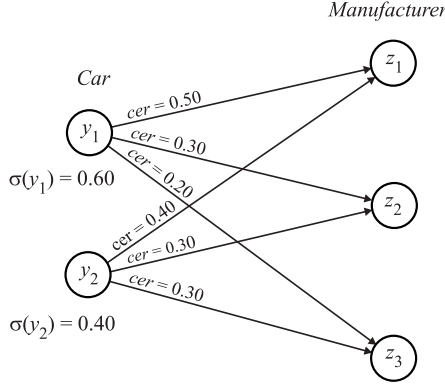 Manufacturer
Car
z₁
cer = 0.50
y₁
cer = 0.30
cer = 0.20
σ(y₁) = 0.60
z₂
cer = 0.40
cer = 0.30
y₂
cer = 0.30
σ(y₂) = 0.40
z₃